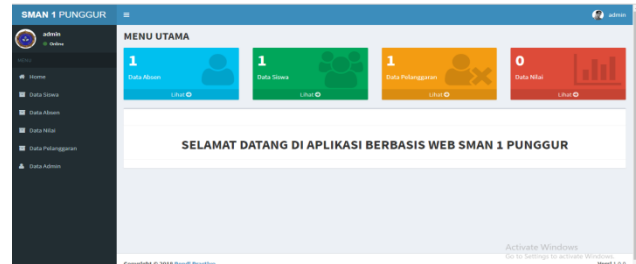 SMAN 1 PUNGGUR
admin
admin
Online
MENU
Home
Data Siswa
Data Absen
Data Nilai
Data Pelanggaran
Data Admin
MENU UTAMA
1
Data Absen
Lihat
1
Data Siswa
Lihat
1
Data Pelanggaran
Lihat
0
Data Nilai
Lihat
SELAMAT DATANG DI APLIKASI BERBASIS WEB SMAN 1 PUNGGUR
Activate Windows
Go to Settings to activate Windows.
Copyright © 2018